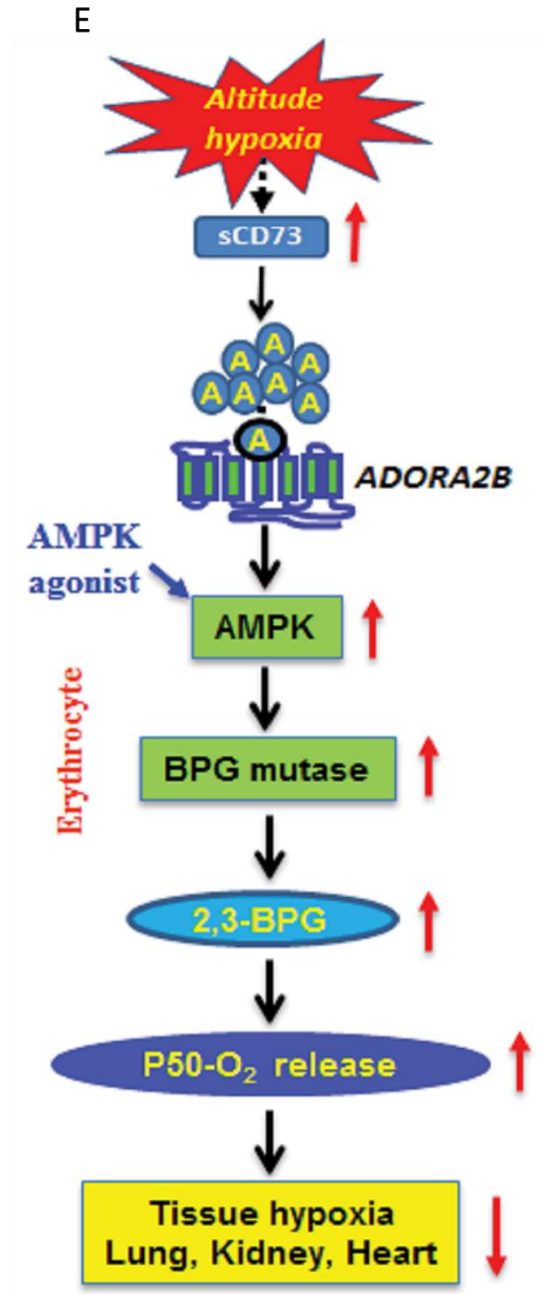 E
Altitude
hypoxia
sCD73
A
A A
A A A A
A
A
ADORA2B
AMPK
agonist
AMPK
Erythrocyte
BPG mutase
2,3-BPG
P50-O₂ release
Tissue hypoxia
Lung, Kidney, Heart